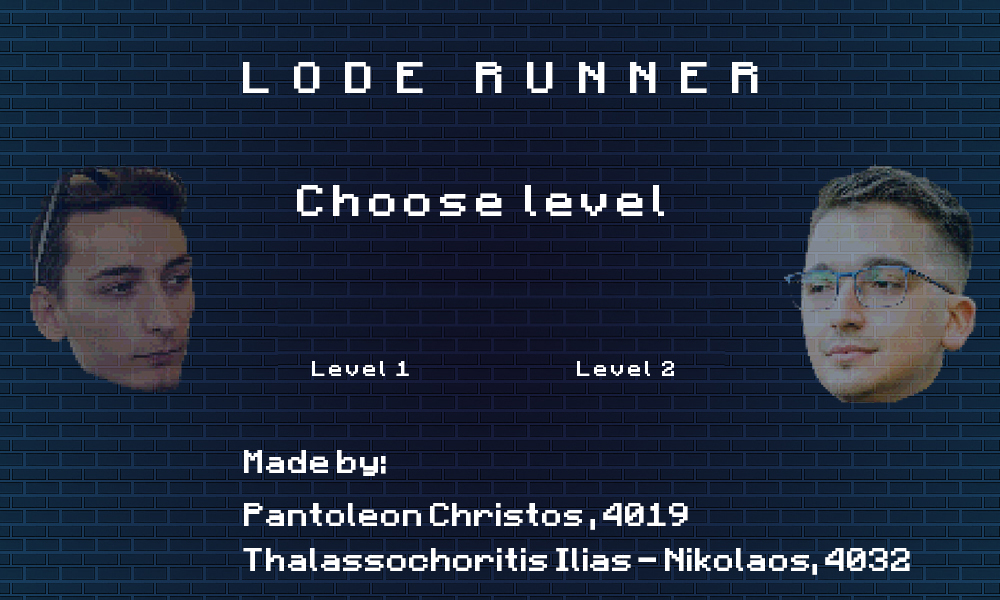 LODE RUNNER
Choose level
Level 1 Level 2
Made by:
Pantoleon Christos, 4019
Thalassochoritis Ilias - Nikolaos, 4032